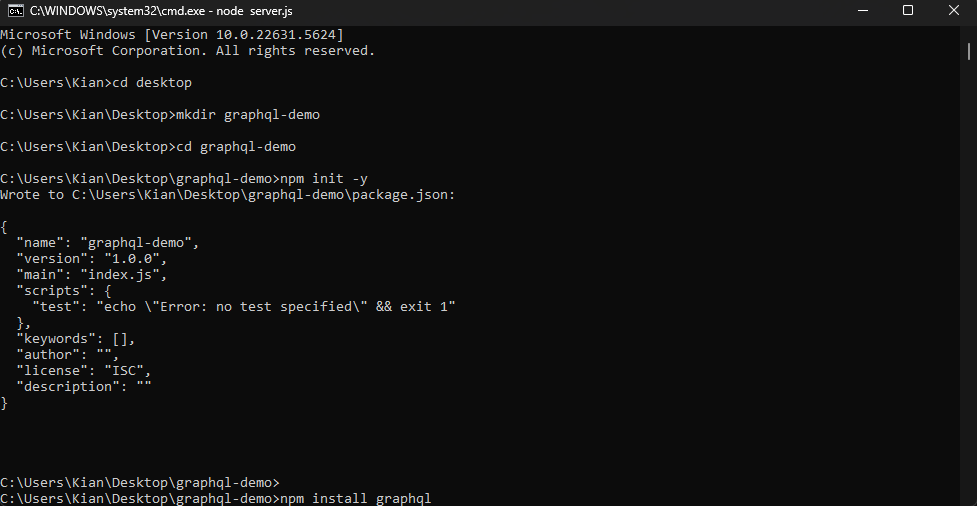 C:\WINDOWS\system32\cmd.exe - node  server.js
Microsoft Windows [Version 10.0.22631.5624]
(c) Microsoft Corporation. All rights reserved.
C:\Users\Kian>cd desktop
C:\Users\Kian\Desktop>mkdir graphql-demo
C:\Users\Kian\Desktop>cd graphql-demo
C:\Users\Kian\Desktop\graphql-demo>npm init -y
Wrote to C:\Users\Kian\Desktop\graphql-demo\package.json:
{
  "name": "graphql-demo",
  "version": "1.0.0",
  "main": "index.js",
  "scripts": {
    "test": "echo \"Error: no test specified\" && exit 1"
  },
  "keywords": [],
  "author": "",
  "license": "ISC",
  "description": ""
}
C:\Users\Kian\Desktop\graphql-demo>
C:\Users\Kian\Desktop\graphql-demo>npm install graphql